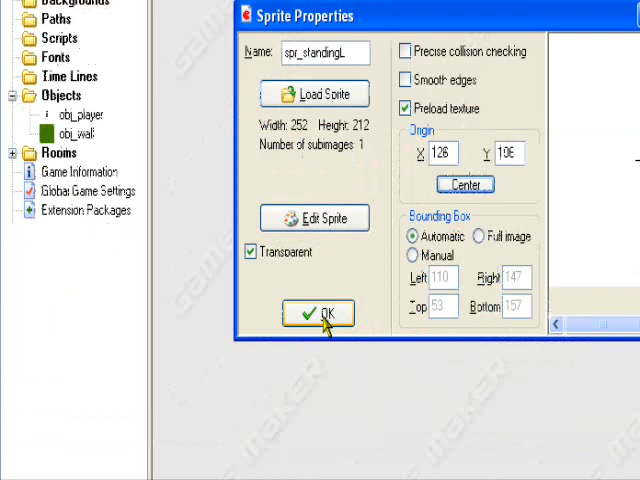 Backgrounds
Paths
Scripts
Fonts
Time Lines
Objects
obj_player
obj_wall
Rooms
Game Information
Global Game Settings
Extension Packages
Sprite Properties
Name: spr_standingL
Load Sprite
Width: 252 Height: 212
Number of subimages: 1
Edit Sprite
Transparent
OK
Precise collision checking
Smooth edges
Preload texture
Origin
X 126 Y 106
Center
Bounding Box
Automatic Full image
Manual
Left 110 Right 147
Top 53 Bottom 157
GAME MAKER